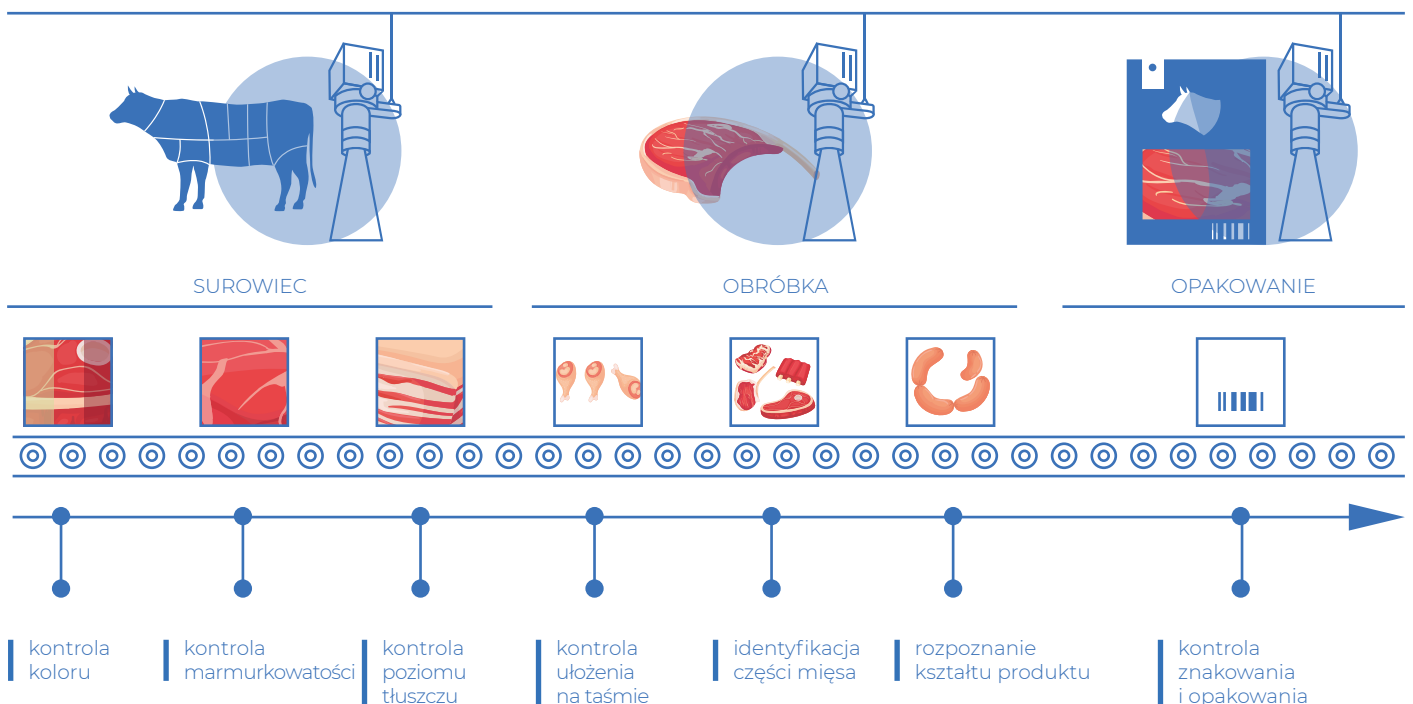 SUROWIEC
OBRÓBKA
OPAKOWANIE
kontrola
koloru
kontrola
marmurkowatości
kontrola
poziomu
tłuszczu
kontrola
ułożenia
na taśmie
identyfikacja
części mięsa
rozpoznanie
kształtu produktu
kontrola
znakowania
i opakowania